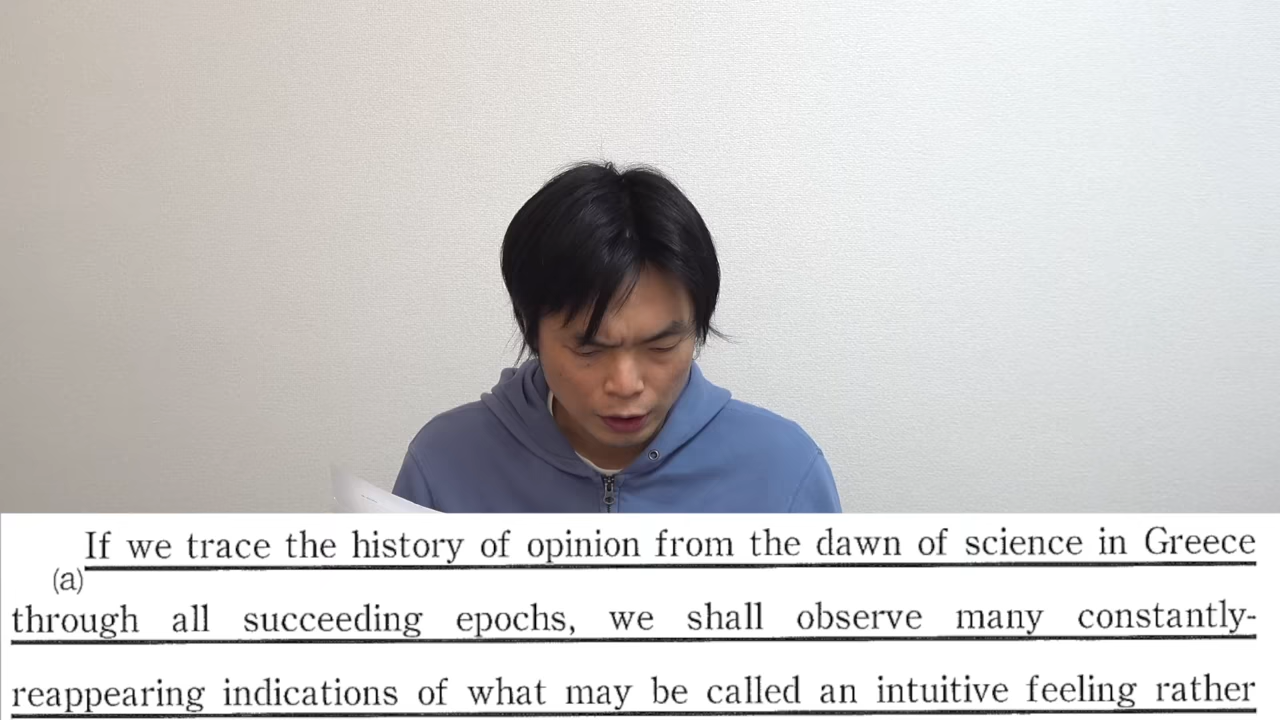 If we trace the history of opinion from the dawn of science in Greece
(a)
through all succeeding epochs, we shall observe many constantly-
reappearing indications of what may be called an intuitive feeling rather